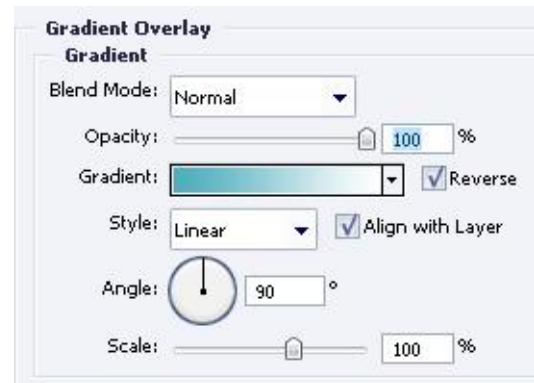 Gradient Overlay
Gradient
Blend Mode: Normal
Opacity: 100 %
Gradient: Reverse
Style: Linear Align with Layer
Angle: 90 °
Scale: 100 %